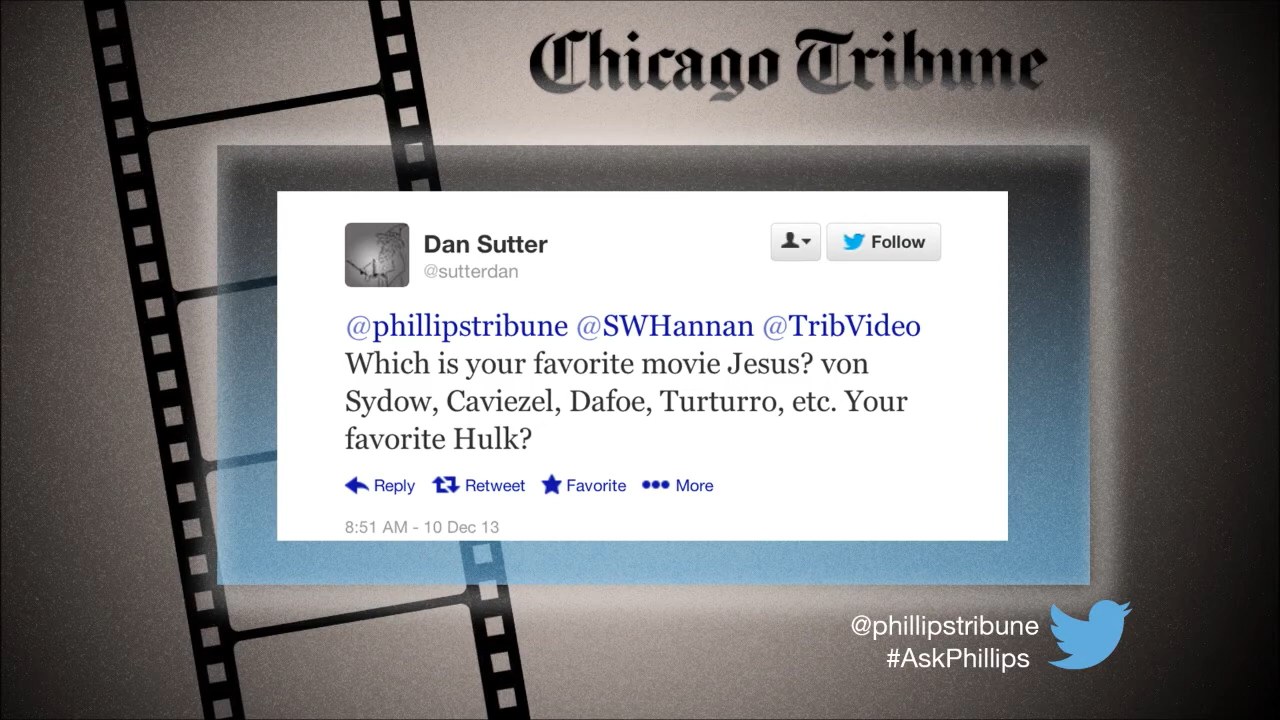 Chicago Tribune
Dan Sutter
@sutterdan
Follow
@phillipstribune @SWHannan @TribVideo
Which is your favorite movie Jesus? von
Sydow, Caviezel, Dafoe, Turturro, etc. Your
favorite Hulk?
Reply Retweet Favorite More
8:51 AM - 10 Dec 13
@phillipstribune
#AskPhillips